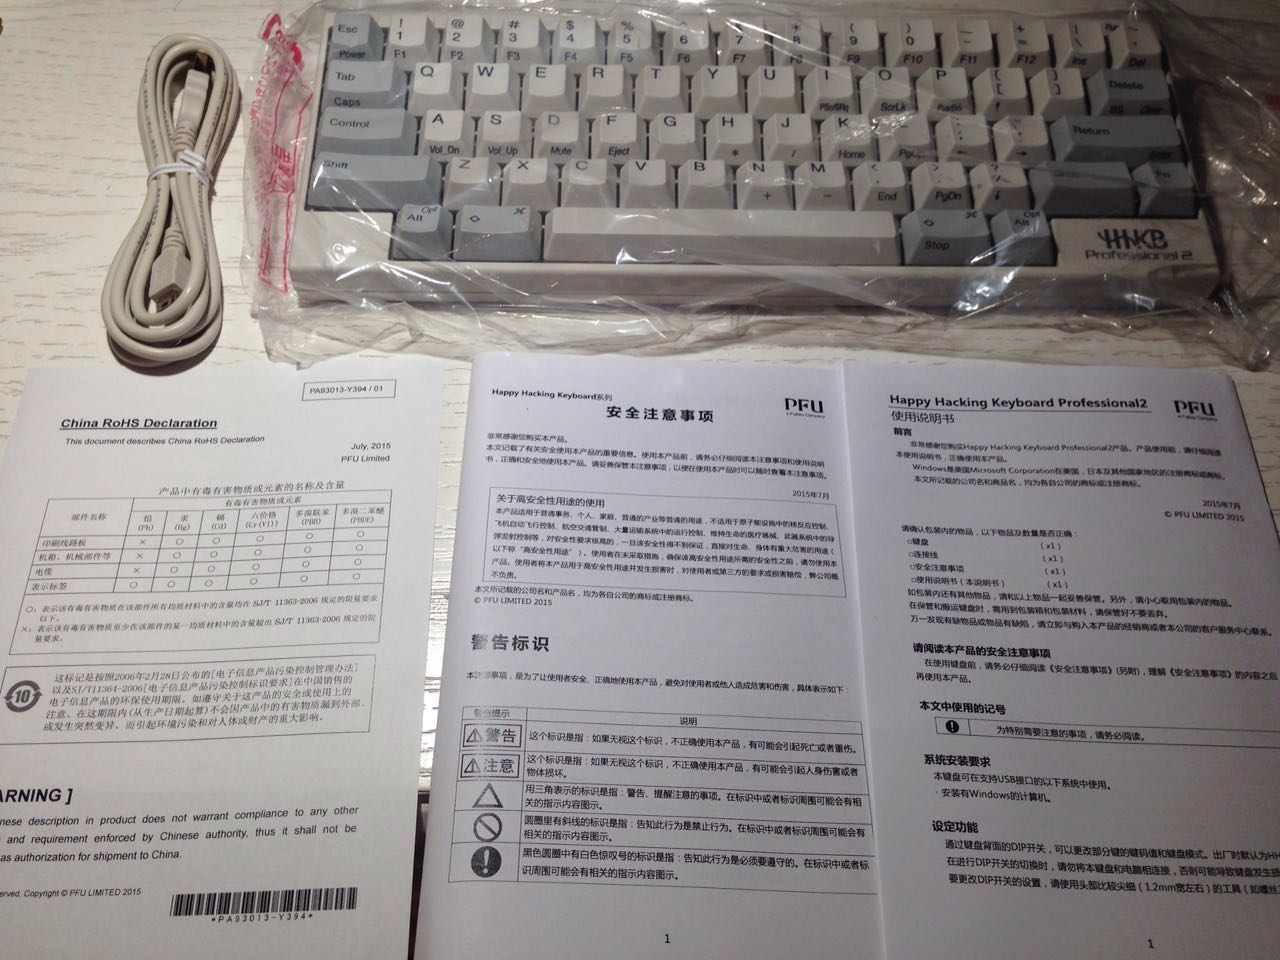 Esc ! 1 @ 2 # 3 $ 4 % 5 6 7 * 8 ( 9 ) 0
Power F1 F2 F3 F4 F5 F6 F7 F8 F9 F10 F11 F12 Ins Del
Tab Q W E R T Y U I O P [ ] Delete
Caps PSc/SRq ScrLk BS
Control A S D F G H J K L Return
Vol_Dn Vol_Up Mute Eject * / Home PgUp Enter
Shift Z X C V B N M Fn
+ - End PgDn
Alt Opt ◇ ⌘ ◇ ⌘ Stop Alt Opt
HHKB
Professional 2
PA93013-Y394 / 01
China RoHS Declaration
This document describes China RoHS Declaration
July, 2015
PFU Limited
产品中有毒有害物质或元素的名称及含量
部件名称 有毒有害物质或元素
铅 (Pb) 汞 (Hg) 镉 (Cd) 六价铬 (Cr (VI)) 多溴联苯 (PBB) 多溴二苯醚 (PBDE)
印刷线路板 × ○ ○ ○ ○ ○
机箱、机械部件等 × ○ ○ ○ ○ ○
电缆 × ○ ○ ○ ○ ○
表示标签 ○ ○ ○ ○ ○ ○
○：表示该有毒有害物质在该部件所有均质材料中的含量均在 SJ/T 11363-2006 规定的限量要求
以下。
×：表示该有毒有害物质至少在该部件的某一均质材料中的含量超出 SJ/T 11363-2006 规定的限
量要求。
10
这标记是按照2006年2月28日公布的[电子信息产品污染控制管理办法]
以及SJ/T11364-2006[电子信息产品污染控制标识要求]在中国销售的
电子信息产品的环保使用期限。如遵守关于这产品的安全或使用上的
注意、在这期限内(从生产日期起算)不会因产品中的有害物质漏到外部、
或发生突然变异、而引起环境污染和对人体或财产的重大影响。
ARNING ]
nese description in product does not warrant compliance to any other
and requirement enforced by Chinese authority, thus it shall not be
as authorization for shipment to China.
erved, Copyright © PFU LIMITED 2015
*PA93013-Y394*
Happy Hacking Keyboard系列
PFU
a Fujitsu company
安全注意事项
非常感谢您购买本产品。
本文记载了有关安全使用本产品的重要信息。使用本产品前，请务必仔细阅读本注意事项和使用说明
书，正确和安全地使用本产品。请妥善保管本注意事项，以便在使用本产品时可以随时查看本注意事项。
2015年7月
关于高安全性用途的使用
本产品适用于普通事务、个人、家庭、普通的产业等普通的用途，不适用于原子能设施中的核反应控制、
飞机自动飞行控制、航空交通管制、大量运输系统中的运行控制、维持生命的医疗器械、武器系统中的导
弹发射控制等，对安全性要求极高的，一旦该安全性得不到保证，直接对生命、身体有重大危害的用途（
以下称“高安全性用途”）。使用者在未采取措施，确保该高安全性用途所需的安全性之前，请勿使用本
产品。使用者将本产品用于高安全性用途并发生损害时，对使用者或第三方的要求或损害赔偿，弊公司概
不负责。
本文所记载的公司名和产品名，均为各自公司的商标或注册商标。
© PFU LIMITED 2015
警告标识
本注意事项，是为了让使用者安全、正确地使用本产品，避免对使用者或他人造成危害和伤害，具体表示如下：
警告提示 说明
⚠警告 这个标识是指：如果无视这个标识，不正确使用本产品，有可能会引起死亡或者重伤。
⚠注意 这个标识是指：如果无视这个标识，不正确使用本产品，有可能会引起人身伤害或者
物体损坏。
用三角表示的标识是指：警告、提醒注意的事项。在标识中或者标识周围可能会有相
关的指示内容图示。
圆圈里有斜线的标识是指：告知此行为是禁止行为。在标识中或者标识周围可能会有
相关的指示内容图示。
黑色圆圈中有白色惊叹号的标识是指：告知此行为是必须要遵守的。在标识中或者标
识周围可能会有相关的指示内容图示。
1
Happy Hacking Keyboard Professional2
PFU
a Fujitsu company
使用说明书
前言
非常感谢您购买Happy Hacking Keyboard Professional2产品。产品使用前，请仔细阅读
本使用说明书，正确使用本产品。
Windows是美国Microsoft Corporation在美国，日本及其他国家地区的注册商标或商标。
本文所记载的公司名和商品名，均为各自公司的商标或注册商标。
2015年7月
© PFU LIMITED 2015
请确认包装内的物品，以下物品及数量是否正确：
□键盘 (x1)
□连接线 (x1)
□安全注意事项 (x1)
□使用说明书（本说明书） (x1)
如包装内还有其他物品，请和以上物品一起妥善保管。另外，请小心取用包装内的物品。
在保管和搬运键盘时，需用到包装箱和包装材料，请保管好不要丢弃。
万一发现有缺物品或物品有缺陷，请立即与购入本产品的经销商或者本公司的客户服务中心联系。
请阅读本产品的安全注意事项
在使用键盘前，请务必仔细阅读《安全注意事项》（另附），理解《安全注意事项》的内容之后
再使用本产品。
本文中使用的记号
为特别需要注意的事项，请务必阅读。
系统安装要求
本键盘可在支持USB接口的以下系统中使用。
·安装有Windows的计算机。
设定功能
通过键盘背面的DIP开关，可以更改部分键的键码值和键盘模式。出厂时默认为HH
在进行DIP开关的切换时，请勿将本键盘和电脑相连接，否则可能导致键盘发生损
要更改DIP开关的设置，请使用头部比较尖细（1.2mm宽左右）的工具（如螺丝
1